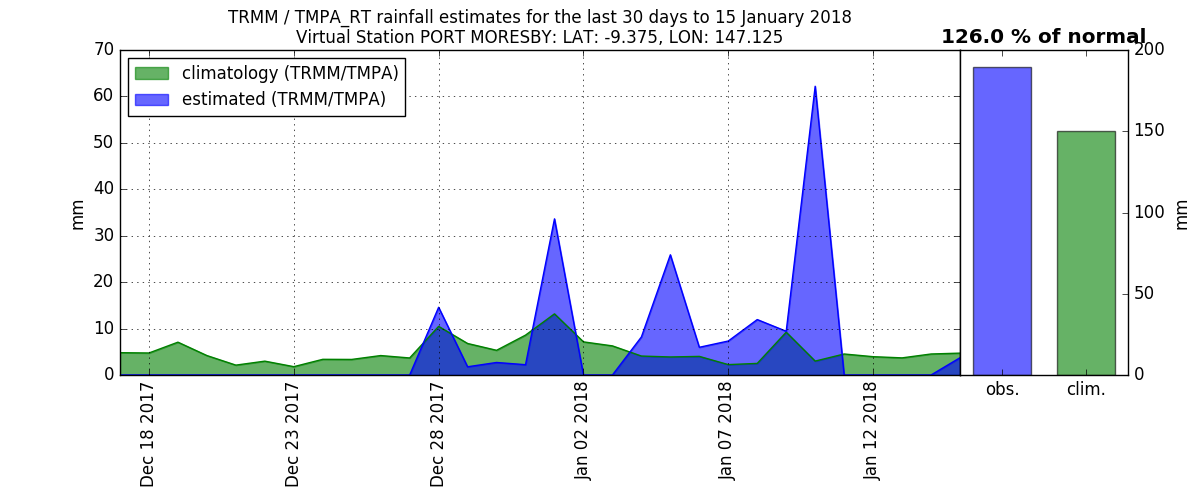 TRMM / TMPA_RT rainfall estimates for the last 30 days to 15 January 2018
Virtual Station PORT MORESBY: LAT: -9.375, LON: 147.125
126.0 % of normal
climatology (TRMM/TMPA)
estimated (TRMM/TMPA)
70
60
50
40
30
20
10
0
mm
Dec 18 2017
Dec 23 2017
Dec 28 2017
Jan 02 2018
Jan 07 2018
Jan 12 2018
obs.
clim.
200
150
100
50
0
mm